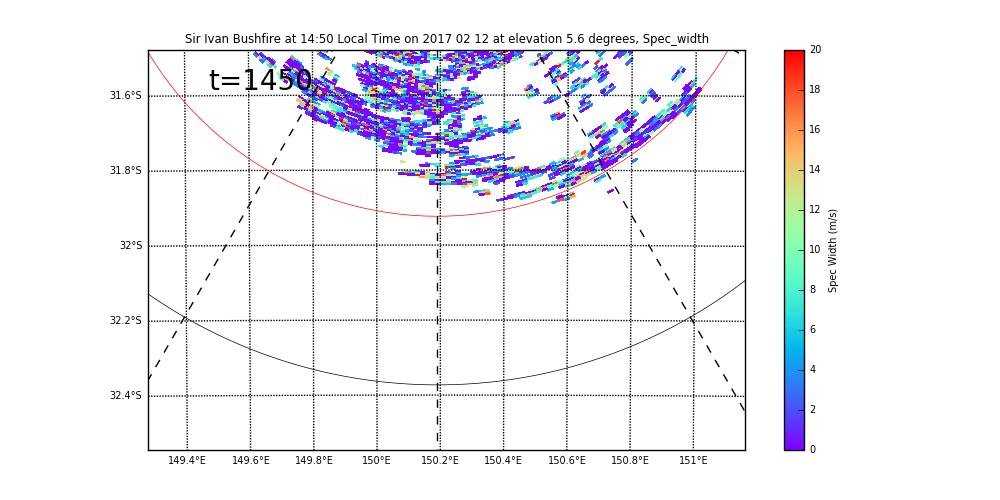 Sir Ivan Bushfire at 14:50 Local Time on 2017 02 12 at elevation 5.6 degrees, Spec_width
t=1450
31.6°S
31.8°S
32°S
32.2°S
32.4°S
149.4°E 149.6°E 149.8°E 150°E 150.2°E 150.4°E 150.6°E 150.8°E 151°E
20
18
16
14
12
10
8
6
4
2
0
Spec Width (m/s)